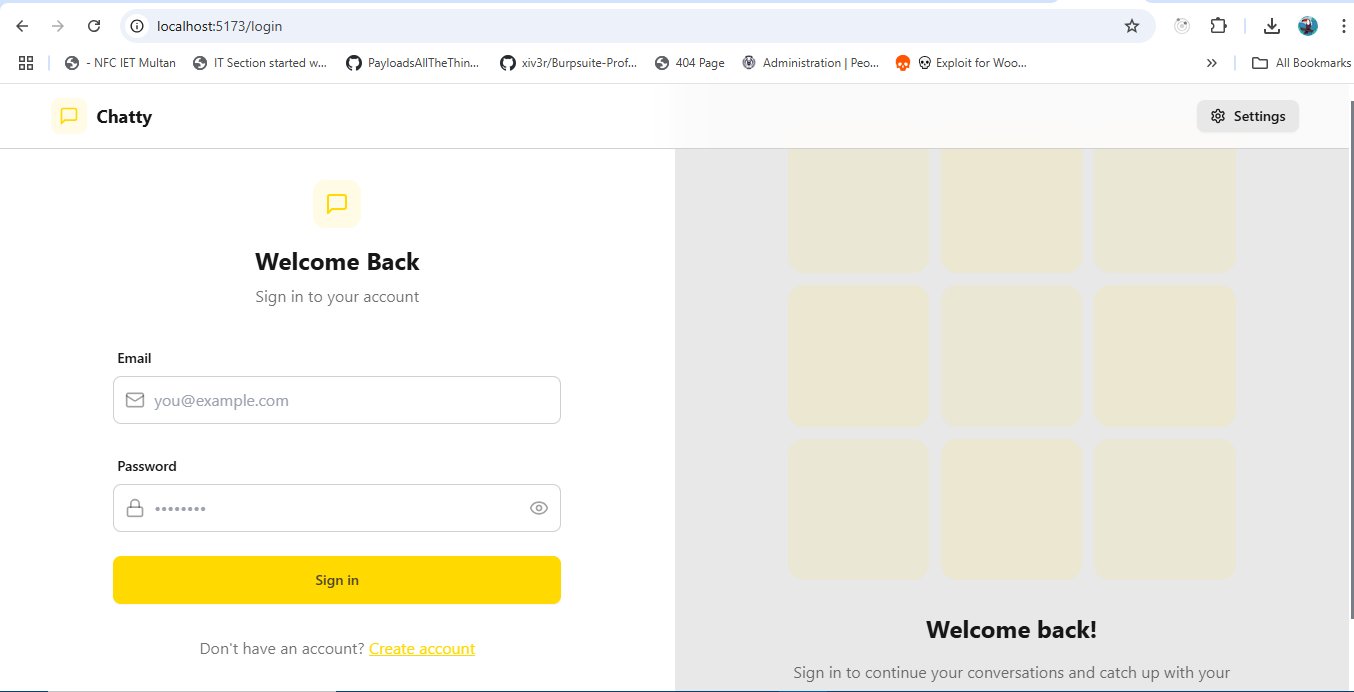 localhost:5173/login
- NFC IET Multan
IT Section started w...
PayloadsAllTheThin...
xiv3r/Burpsuite-Prof...
404 Page
Administration | Peo...
Exploit for Woo...
All Bookmarks
Chatty
Settings
Welcome Back
Sign in to your account
Email
you@example.com
Password
••••••••
Sign in
Don't have an account? Create account
Welcome back!
Sign in to continue your conversations and catch up with your